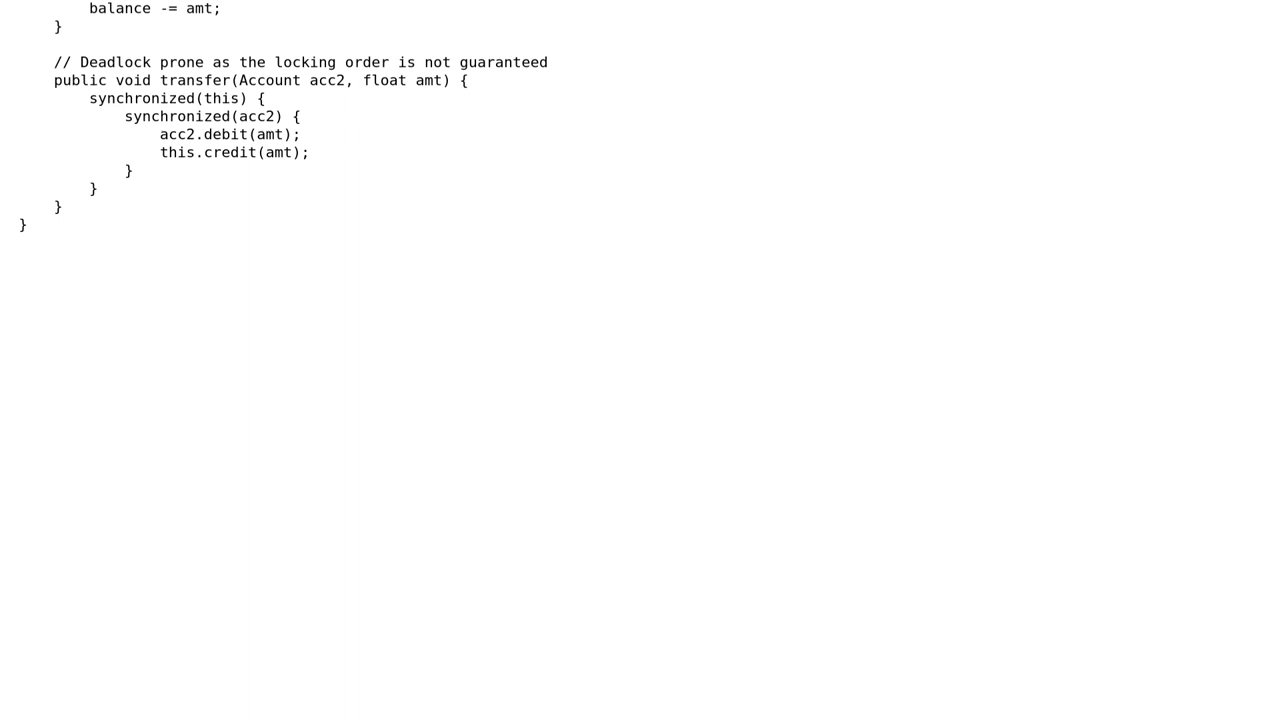 balance -= amt;
    }
    // Deadlock prone as the locking order is not guaranteed
    public void transfer(Account acc2, float amt) {
        synchronized(this) {
            synchronized(acc2) {
                acc2.debit(amt);
                this.credit(amt);
            }
        }
    }
}